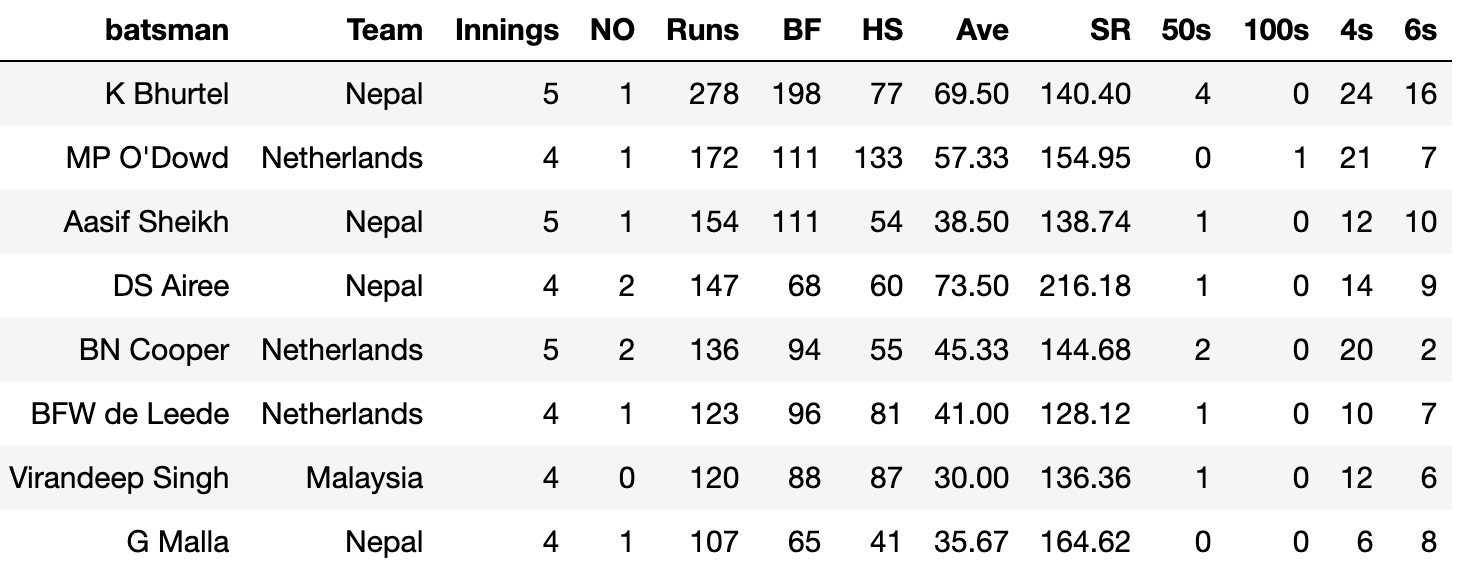 batsman Team Innings NO Runs BF HS Ave SR 50s 100s 4s 6s
K Bhurtel Nepal 5 1 278 198 77 69.50 140.40 4 0 24 16
MP O'Dowd Netherlands 4 1 172 111 133 57.33 154.95 0 1 21 7
Aasif Sheikh Nepal 5 1 154 111 54 38.50 138.74 1 0 12 10
DS Airee Nepal 4 2 147 68 60 73.50 216.18 1 0 14 9
BN Cooper Netherlands 5 2 136 94 55 45.33 144.68 2 0 20 2
BFW de Leede Netherlands 4 1 123 96 81 41.00 128.12 1 0 10 7
Virandeep Singh Malaysia 4 0 120 88 87 30.00 136.36 1 0 12 6
G Malla Nepal 4 1 107 65 41 35.67 164.62 0 0 6 8